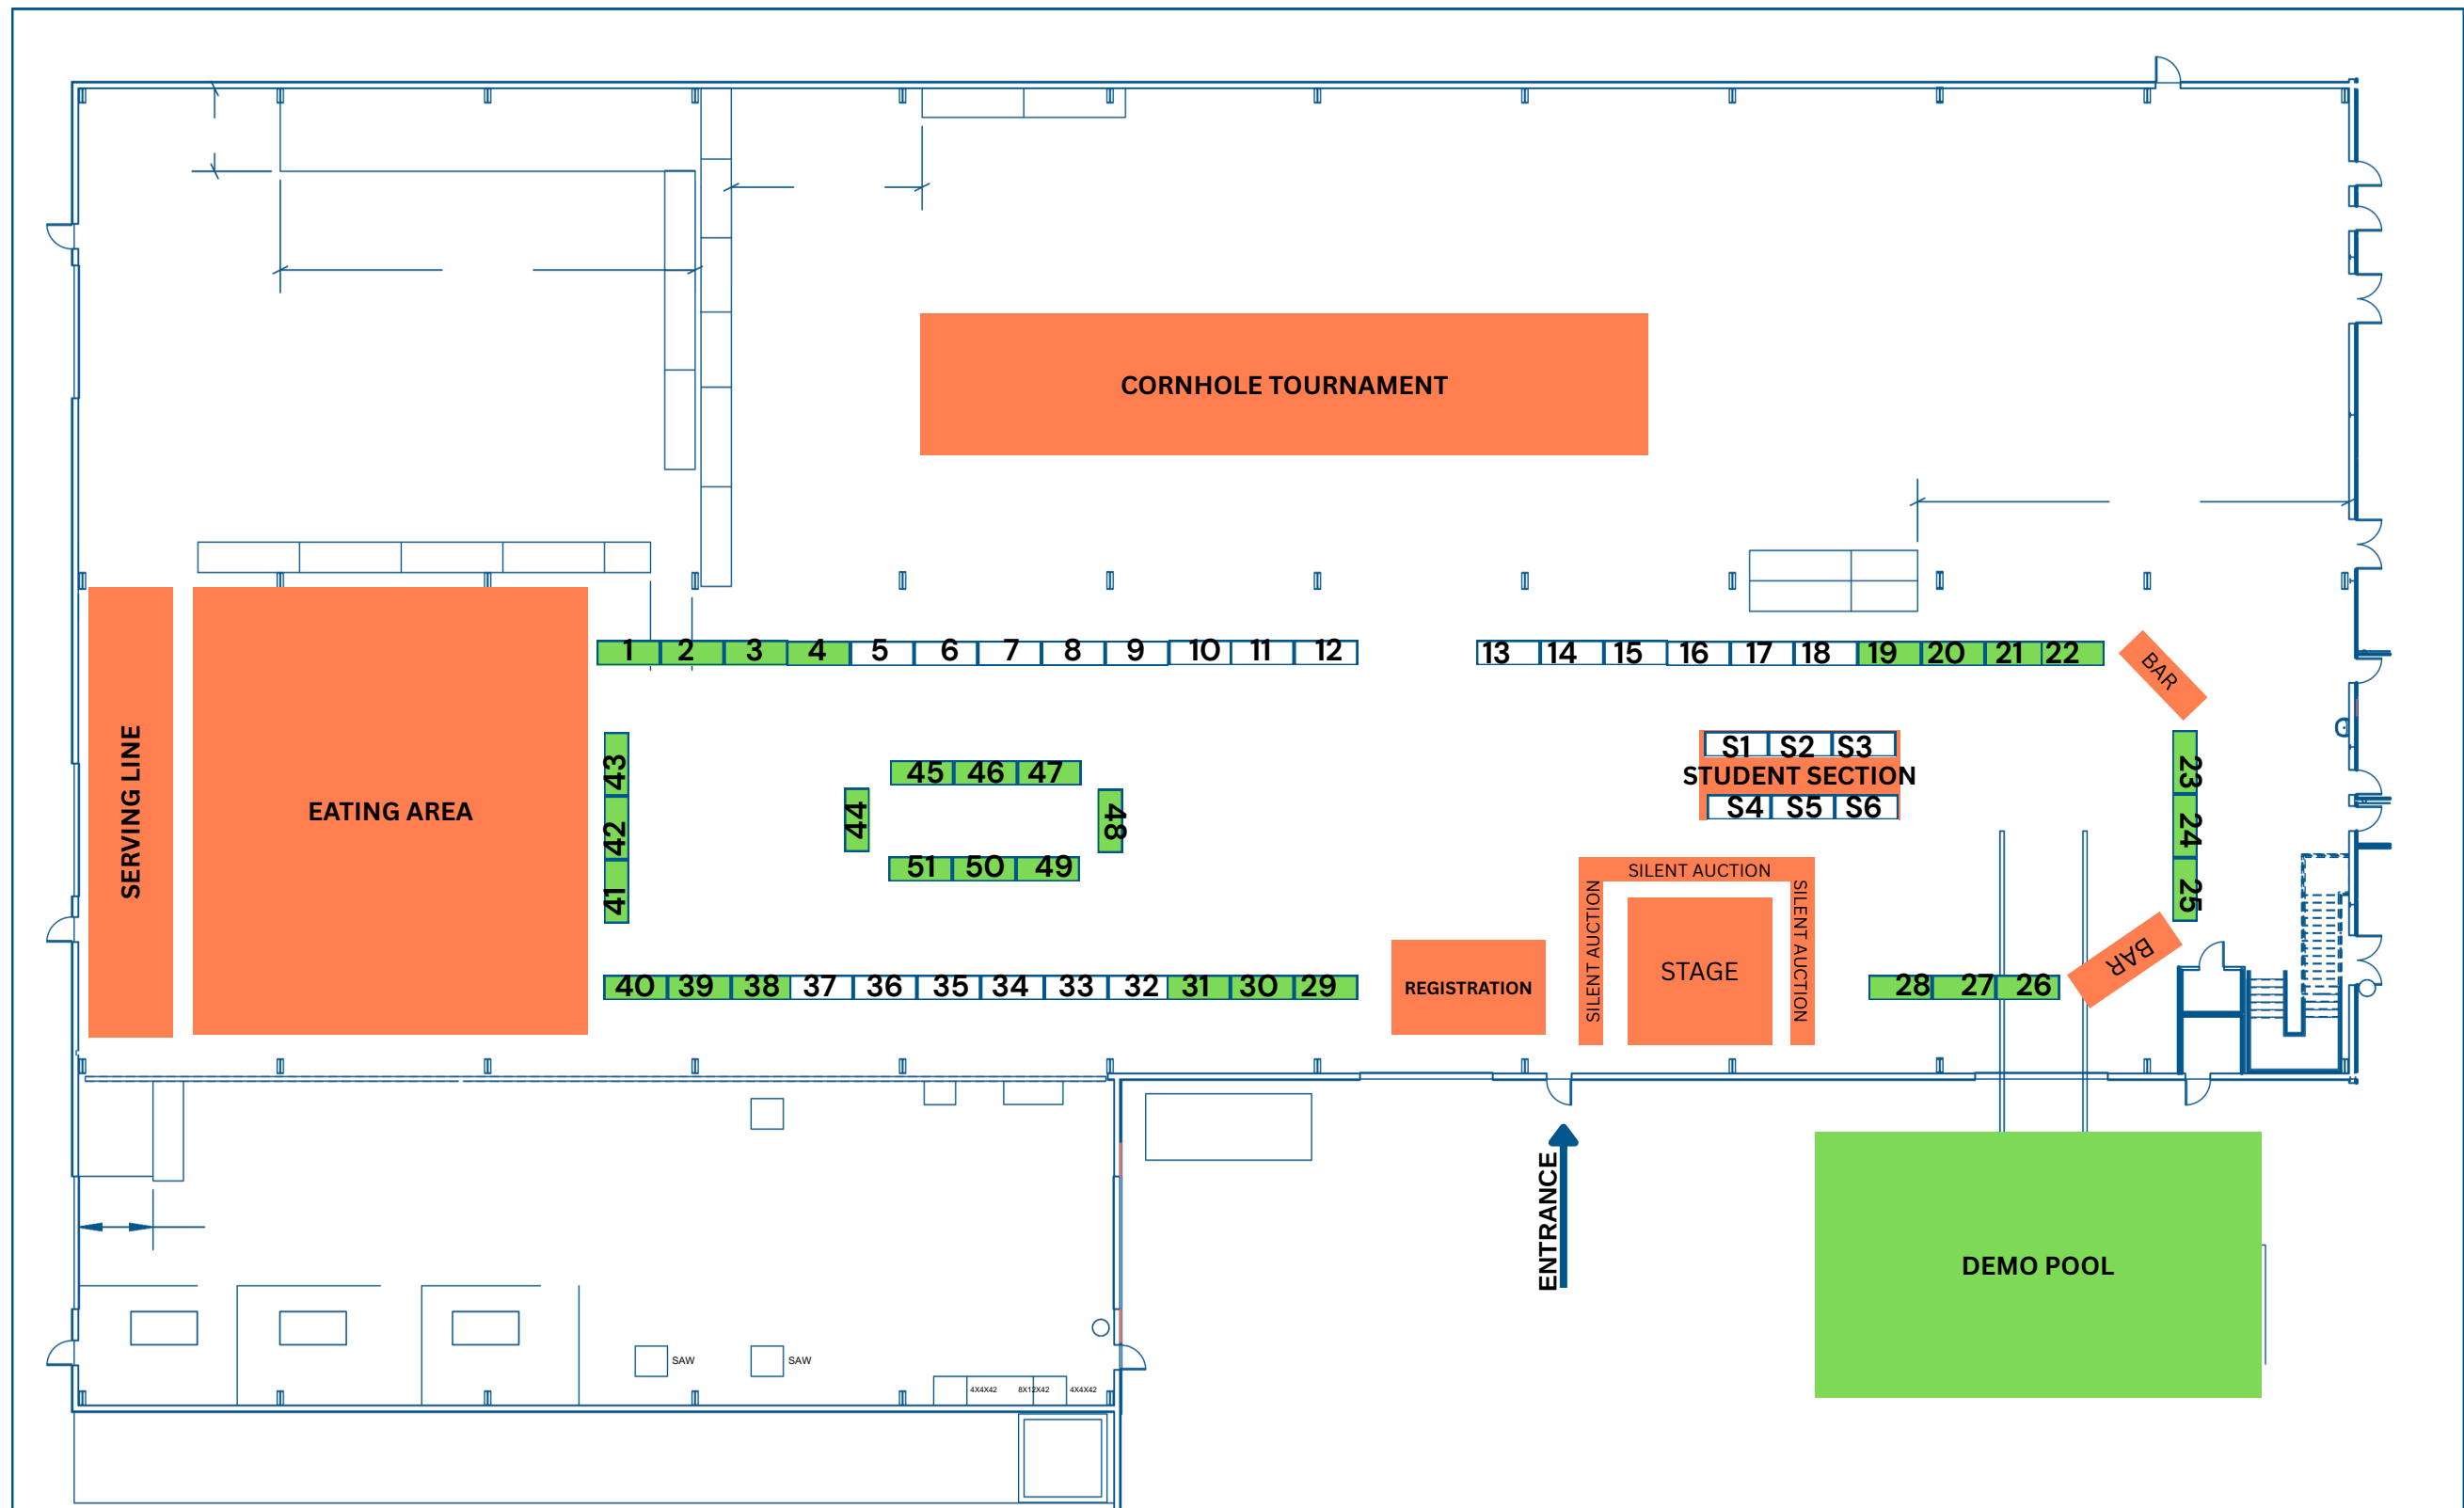 CORNHOLE TOURNAMENT
1 2 3 4 5 6 7 8 9 10 11 12
13 14 15 16 17 18 19 20 21 22
BAR
SERVING LINE
EATING AREA
43
42
41
45 46 47
44
48
51 50 49
S1 S2 S3
STUDENT SECTION
S4 S5 S6
23
24
25
SILENT AUCTION
SILENT AUCTION
SILENT AUCTION
STAGE
REGISTRATION
BAR
40 39 38 37 36 35 34 33 32 31 30 29
28 27 26
ENTRANCE
DEMO POOL
SAW
SAW
4X4X42
8X12X42
4X4X42